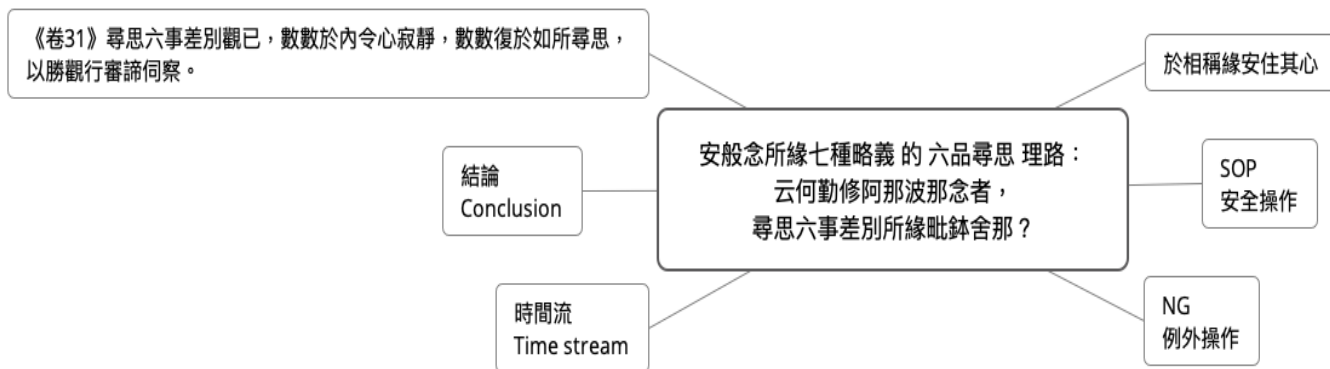 《卷31》尋思六事差別觀已，數數於內令心寂靜，數數復於如所尋思，
以勝觀行審諦伺察。
於相稱緣安住其心
安般念所緣七種略義 的 六品尋思 理路：
云何勤修阿那波那念者，
尋思六事差別所緣毗鉢舍那？
結論
Conclusion
SOP
安全操作
時間流
Time stream
NG
例外操作